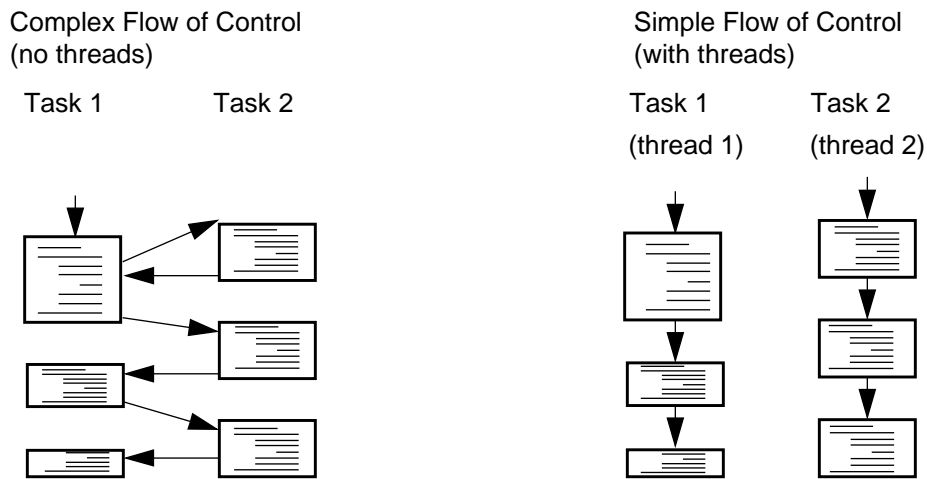 Complex Flow of Control
(no threads)
Task 1
Task 2
Simple Flow of Control
(with threads)
Task 1
Task 2
(thread 1)
(thread 2)